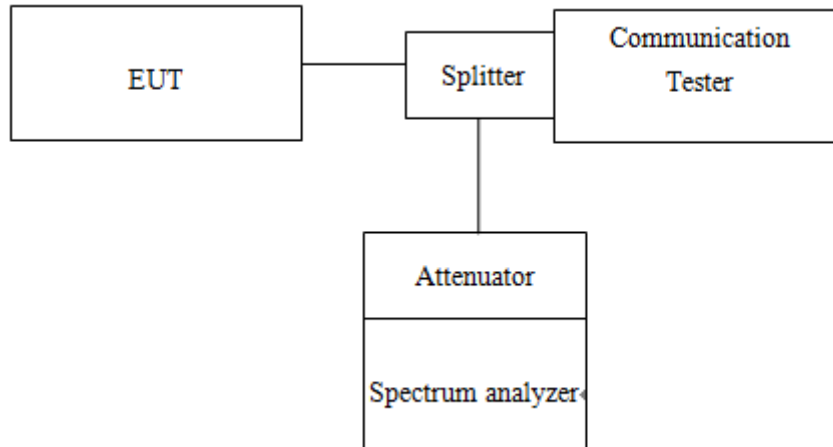 EUT
Splitter
Communication
Tester
Attenuator
Spectrum analyzer